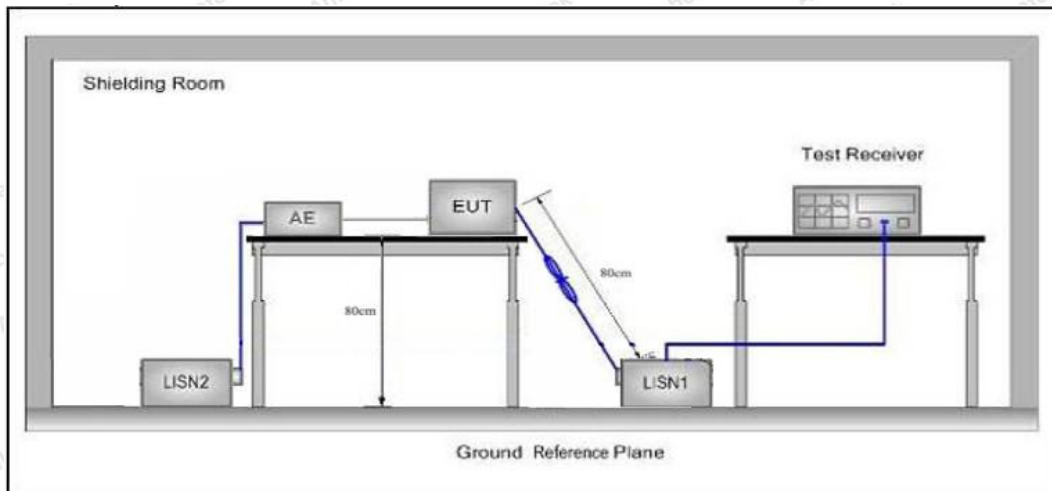 Shielding Room
Test Receiver
EUT
AE
80cm
80cm
LISN2
LISN1
Ground Reference Plane